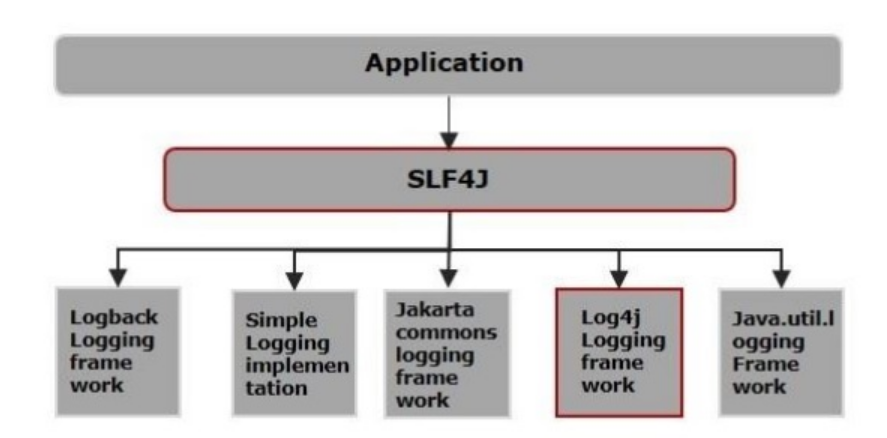 Application
SLF4J
Logback
Logging
frame
work
Simple
Logging
implemen
tation
Jakarta
commons
logging
frame
work
Log4j
Logging
frame
work
Java.util.l
ogging
Frame
work